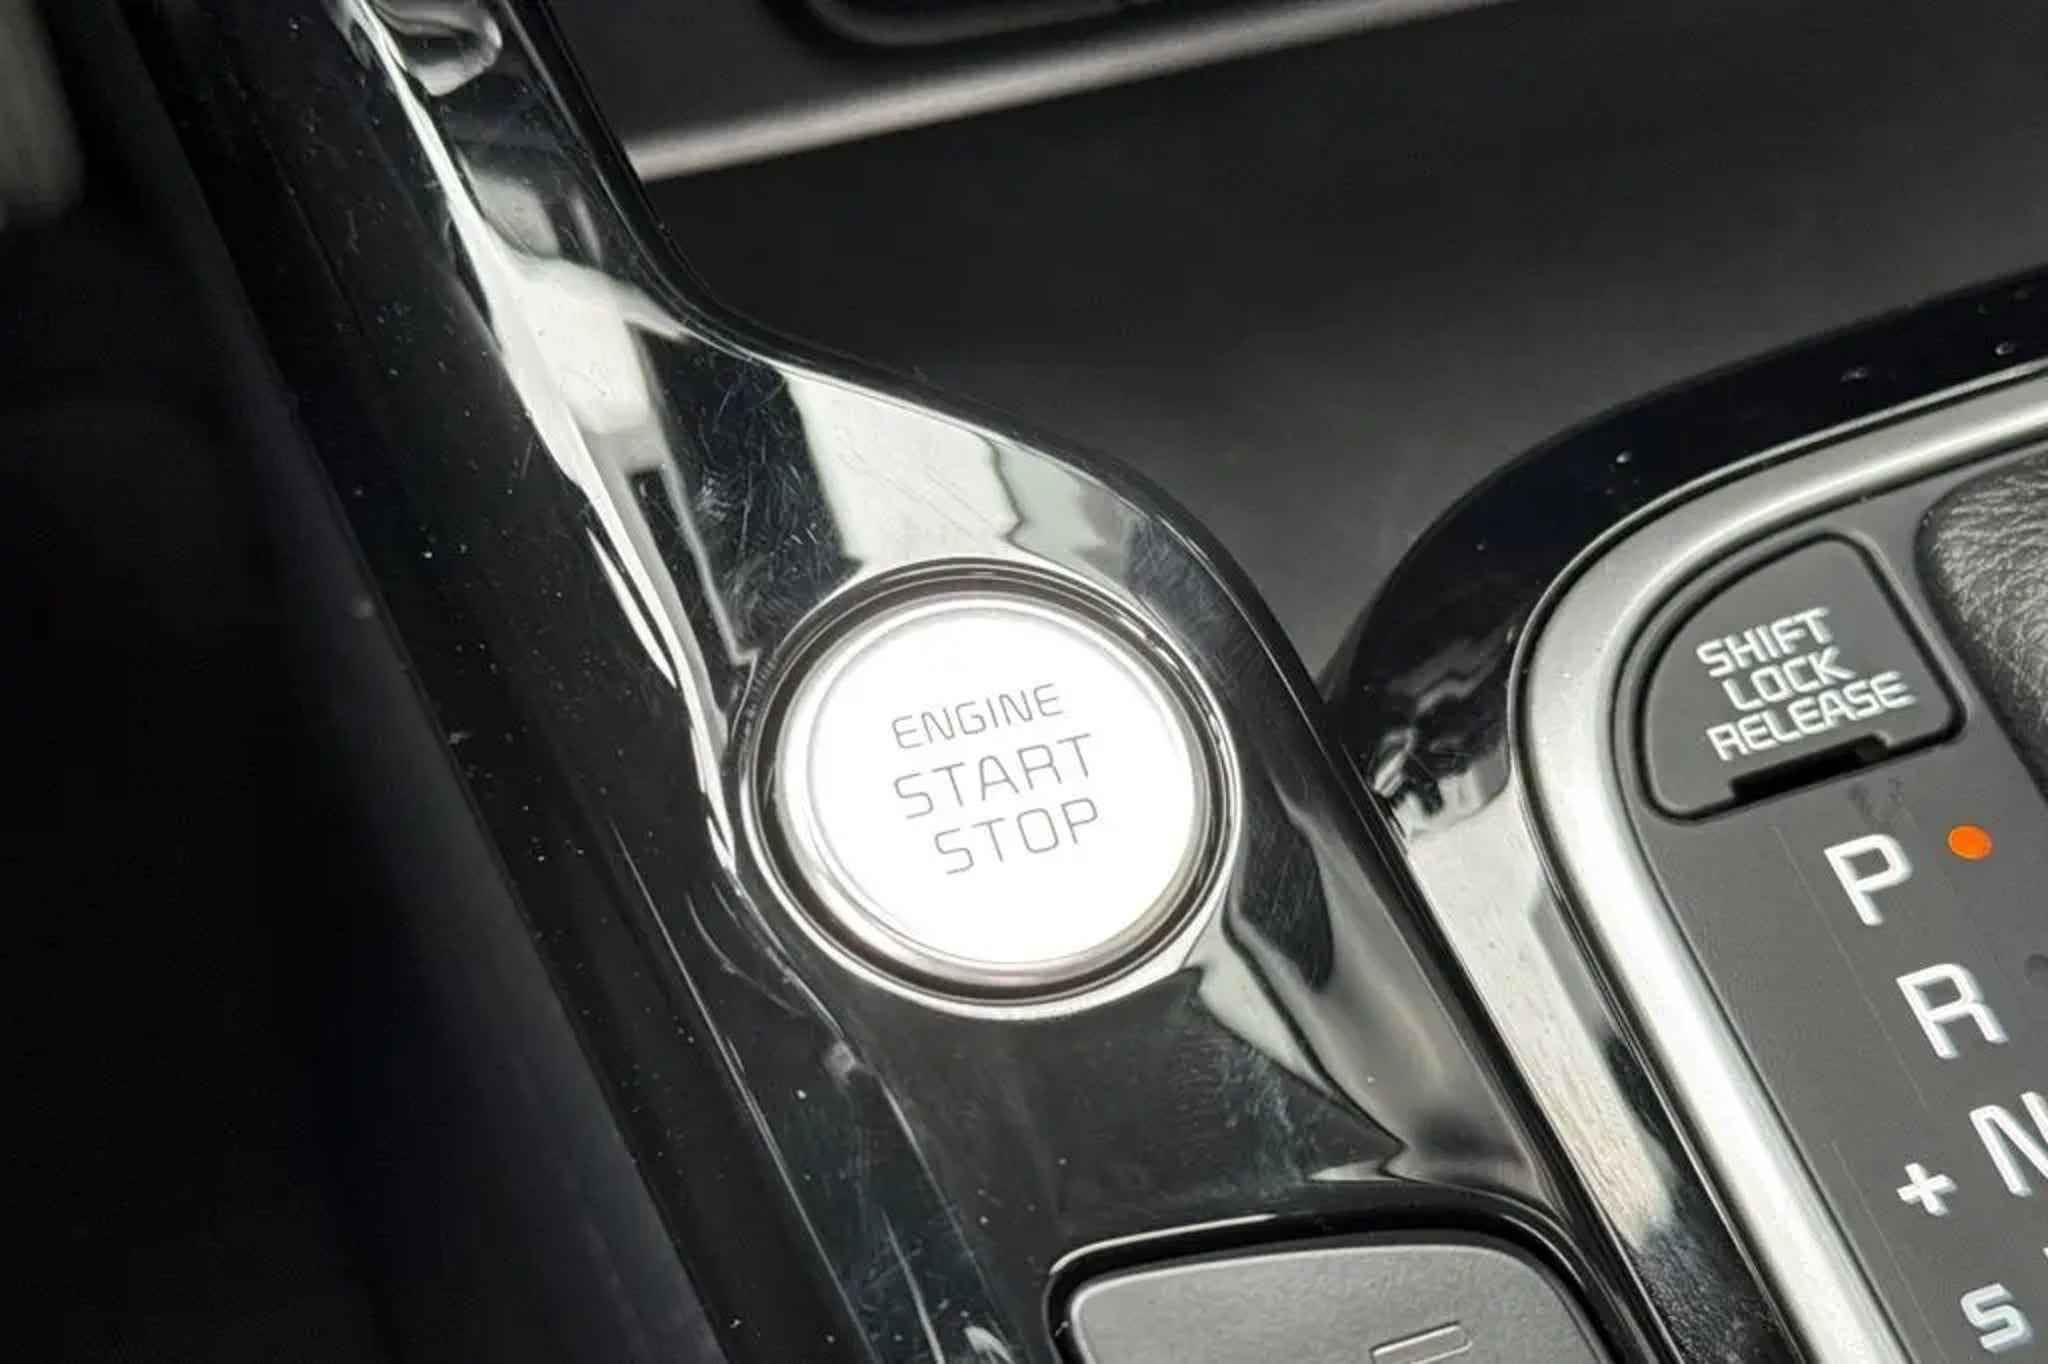 ENGINE
START
STOP
SHIFT
LOCK
RELEASE
P
R
+ N
S